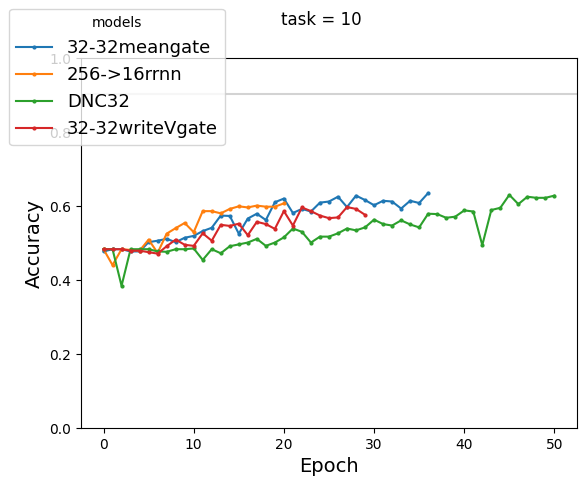 task = 10
models
32-32meangate
256->16rrnn
DNC32
32-32writeVgate
1.0
0.8
0.6
0.4
0.2
0.0
Accuracy
0
10
20
30
40
50
Epoch